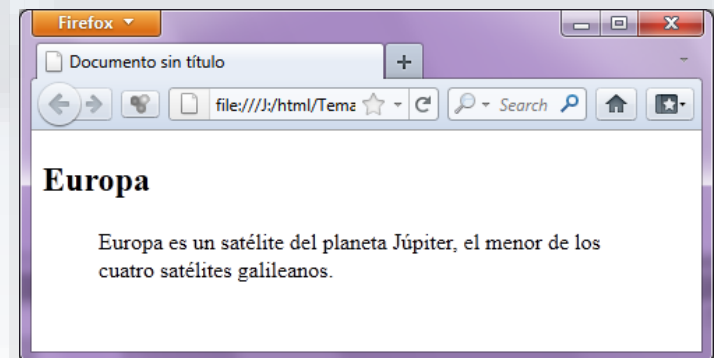 Firefox
Documento sin título
file:///J:/html/Tema
Search
Europa
Europa es un satélite del planeta Júpiter, el menor de los
cuatro satélites galileanos.